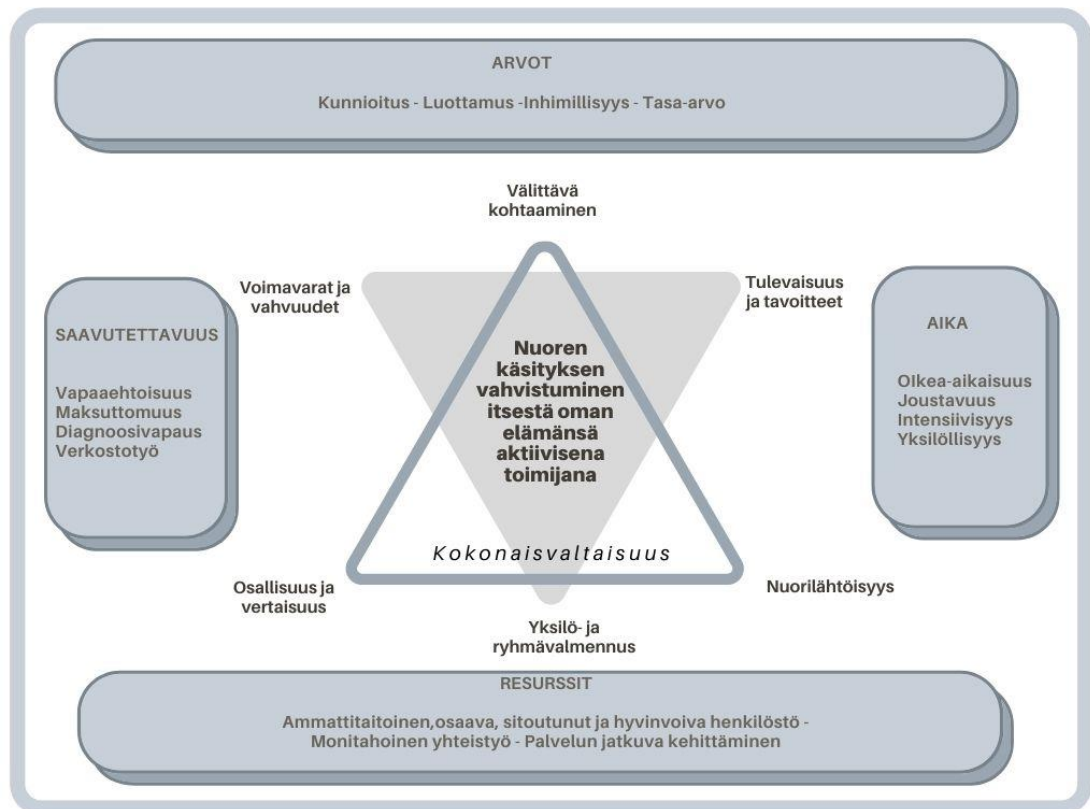 ARVOT
Kunnioitus - Luottamus -Inhimillisyys - Tasa-arvo
Välittävä
kohtaaminen
Voimavarat ja
vahvuudet
Tulevaisuus
ja tavoitteet
SAAVUTETTAVUUS
Vapaaehtoisuus
Maksuttomuus
Diagnoosivapaus
Verkostotyö
Nuoren
käsityksen
vahvistuminen
itsestä oman
elämänsä
aktiivisena
toimijana
AIKA
OIkea-aikaisuus
Joustavuus
Intensiivisyys
Yksilöllisyys
Kokonaisvaltaisuus
Osallisuus ja
vertaisuus
Nuorilähtöisyys
Yksilö- ja
ryhmävalmennus
RESURSSIT
Ammattitaitoinen,osaava, sitoutunut ja hyvinvoiva henkilöstö -
Monitahoinen yhteistyö - Palvelun jatkuva kehittäminen